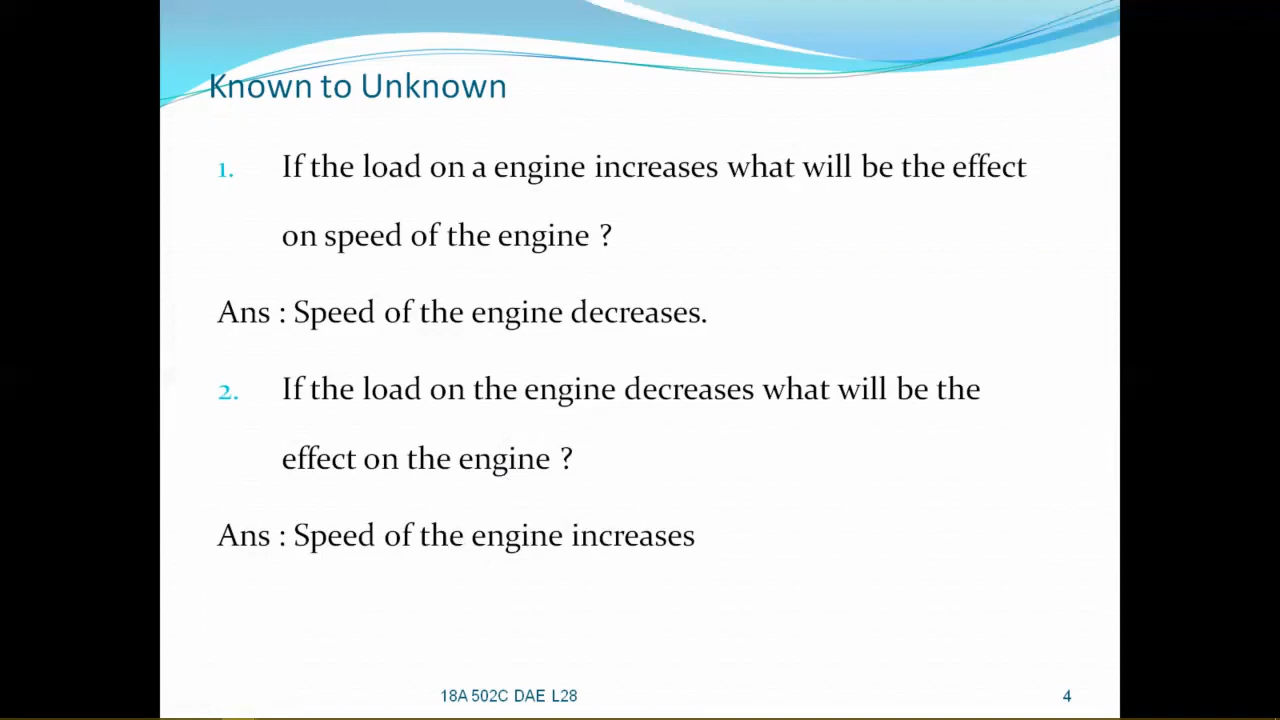 Known to Unknown
1. If the load on a engine increases what will be the effect
on speed of the engine ?
Ans : Speed of the engine decreases.
2. If the load on the engine decreases what will be the
effect on the engine ?
Ans : Speed of the engine increases
18A 502C DAE L28
4